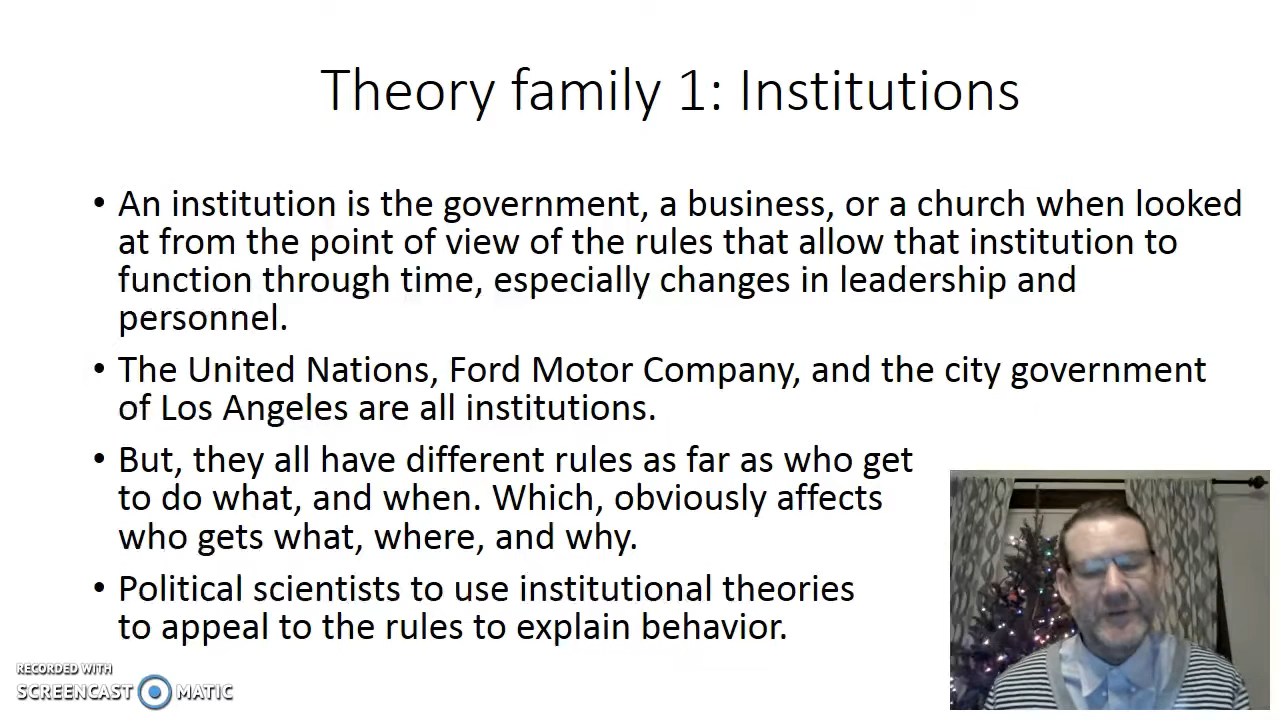 Theory family 1: Institutions
• An institution is the government, a business, or a church when looked
at from the point of view of the rules that allow that institution to
function through time, especially changes in leadership and
personnel.
• The United Nations, Ford Motor Company, and the city government
of Los Angeles are all institutions.
• But, they all have different rules as far as who get
to do what, and when. Which, obviously affects
who gets what, where, and why.
• Political scientists to use institutional theories
to appeal to the rules to explain behavior.
RECORDED WITH
SCREENCAST MATIC